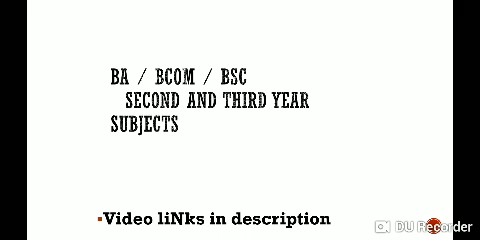 BA / BCOM / BSC
SECOND AND THIRD YEAR
SUBJECTS
▪Video liNks in description
DU Recorder